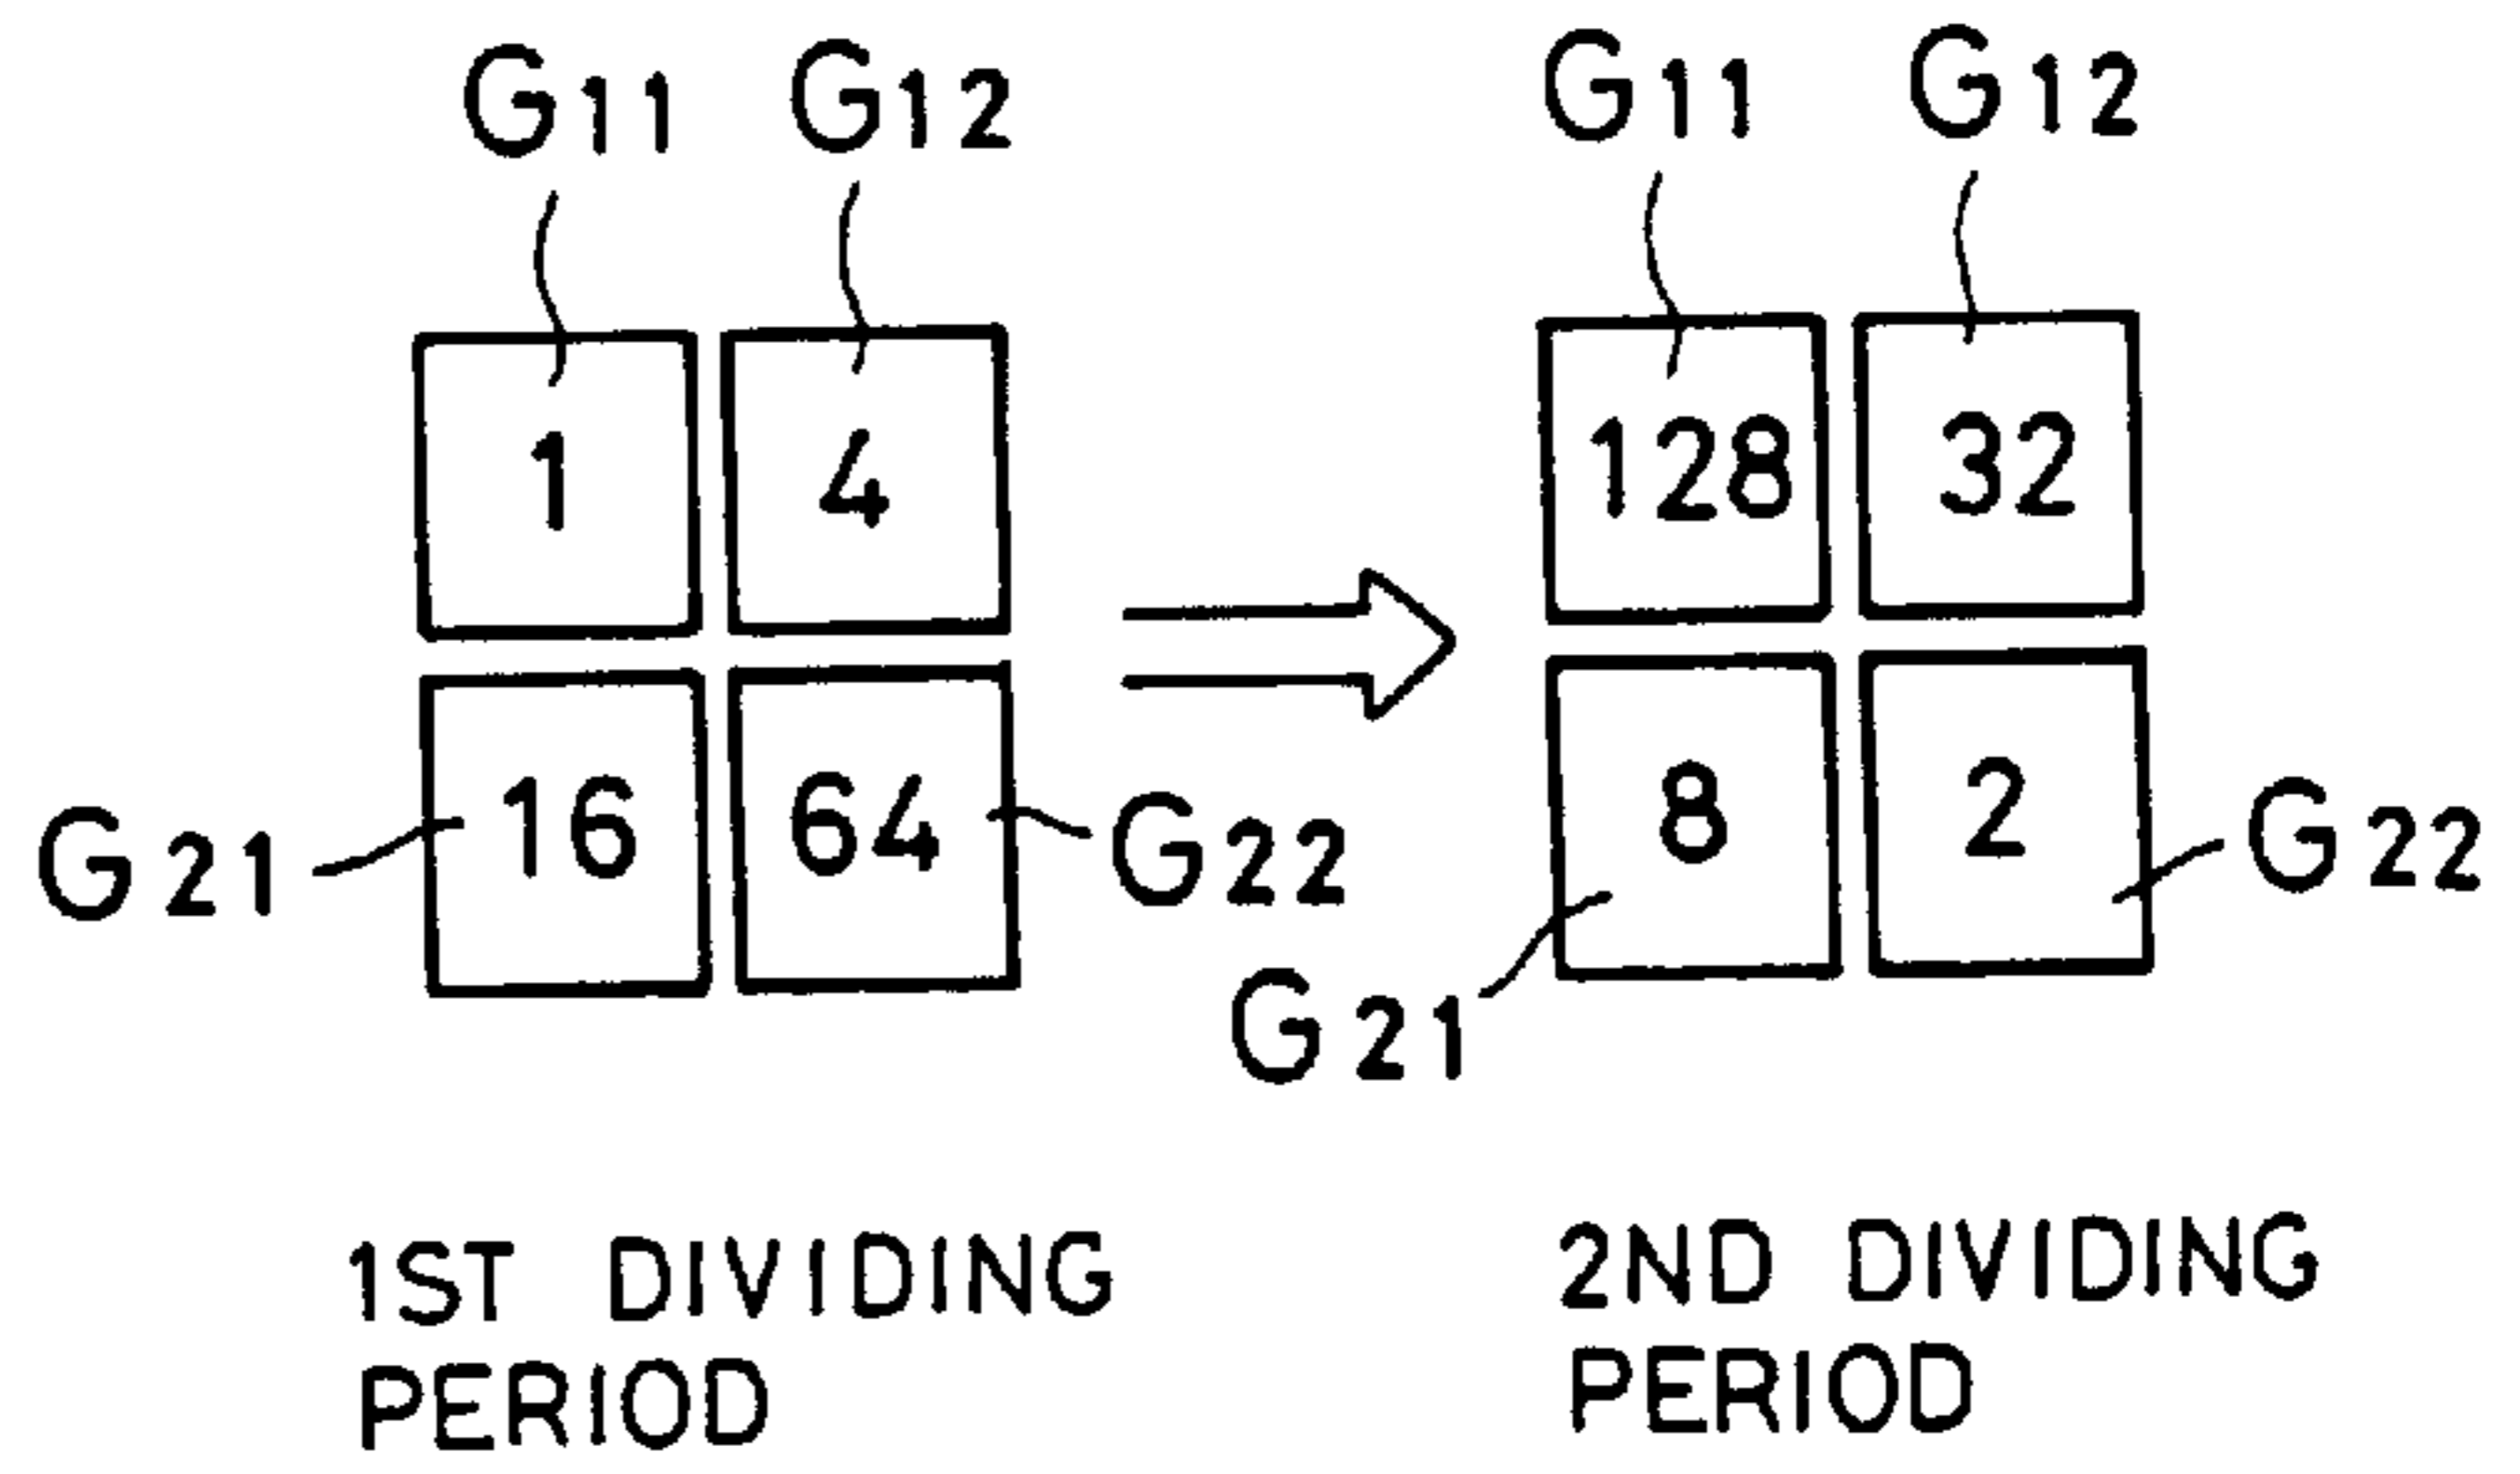 G11 G12 G11 G12
1 4 128 32
G21 16 64 G22 8 2 G22
G21
1ST DIVIDING PERIOD
2ND DIVIDING PERIOD